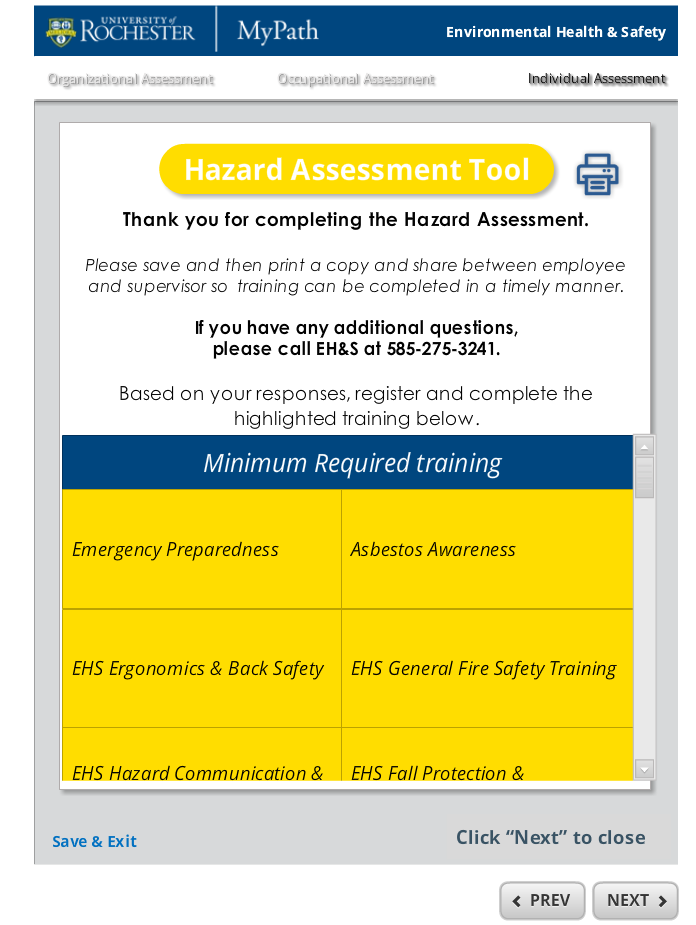 UNIVERSITY of
ROCHESTER
MyPath
Environmental Health & Safety
Organizational Assessment
Occupational Assessment
Individual Assessment
Hazard Assessment Tool
Thank you for completing the Hazard Assessment.
Please save and then print a copy and share between employee
and supervisor so training can be completed in a timely manner.
If you have any additional questions,
please call EH&S at 585-275-3241.
Based on your responses, register and complete the
highlighted training below.
Minimum Required training
Emergency Preparedness
Asbestos Awareness
EHS Ergonomics & Back Safety
EHS General Fire Safety Training
EHS Hazard Communication &
EHS Fall Protection &
Save & Exit
Click “Next” to close
PREV
NEXT